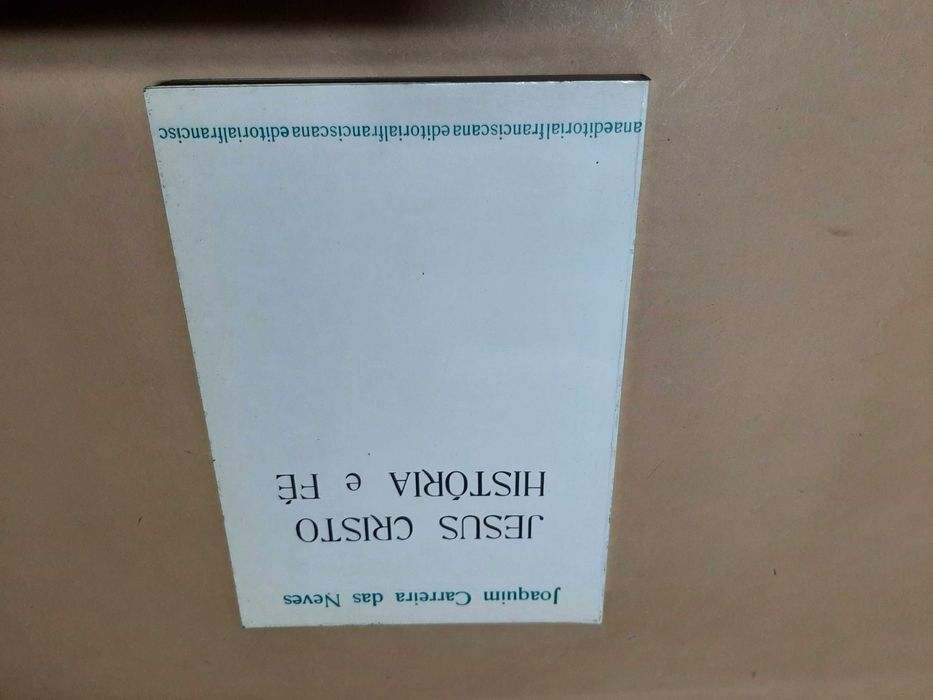 Joaquim Carreira das Neves
JESUS CRISTO
HISTÓRIA e FÉ
anaeditorialfranciscanaeditorialfranciscanaeditorialfrancisc